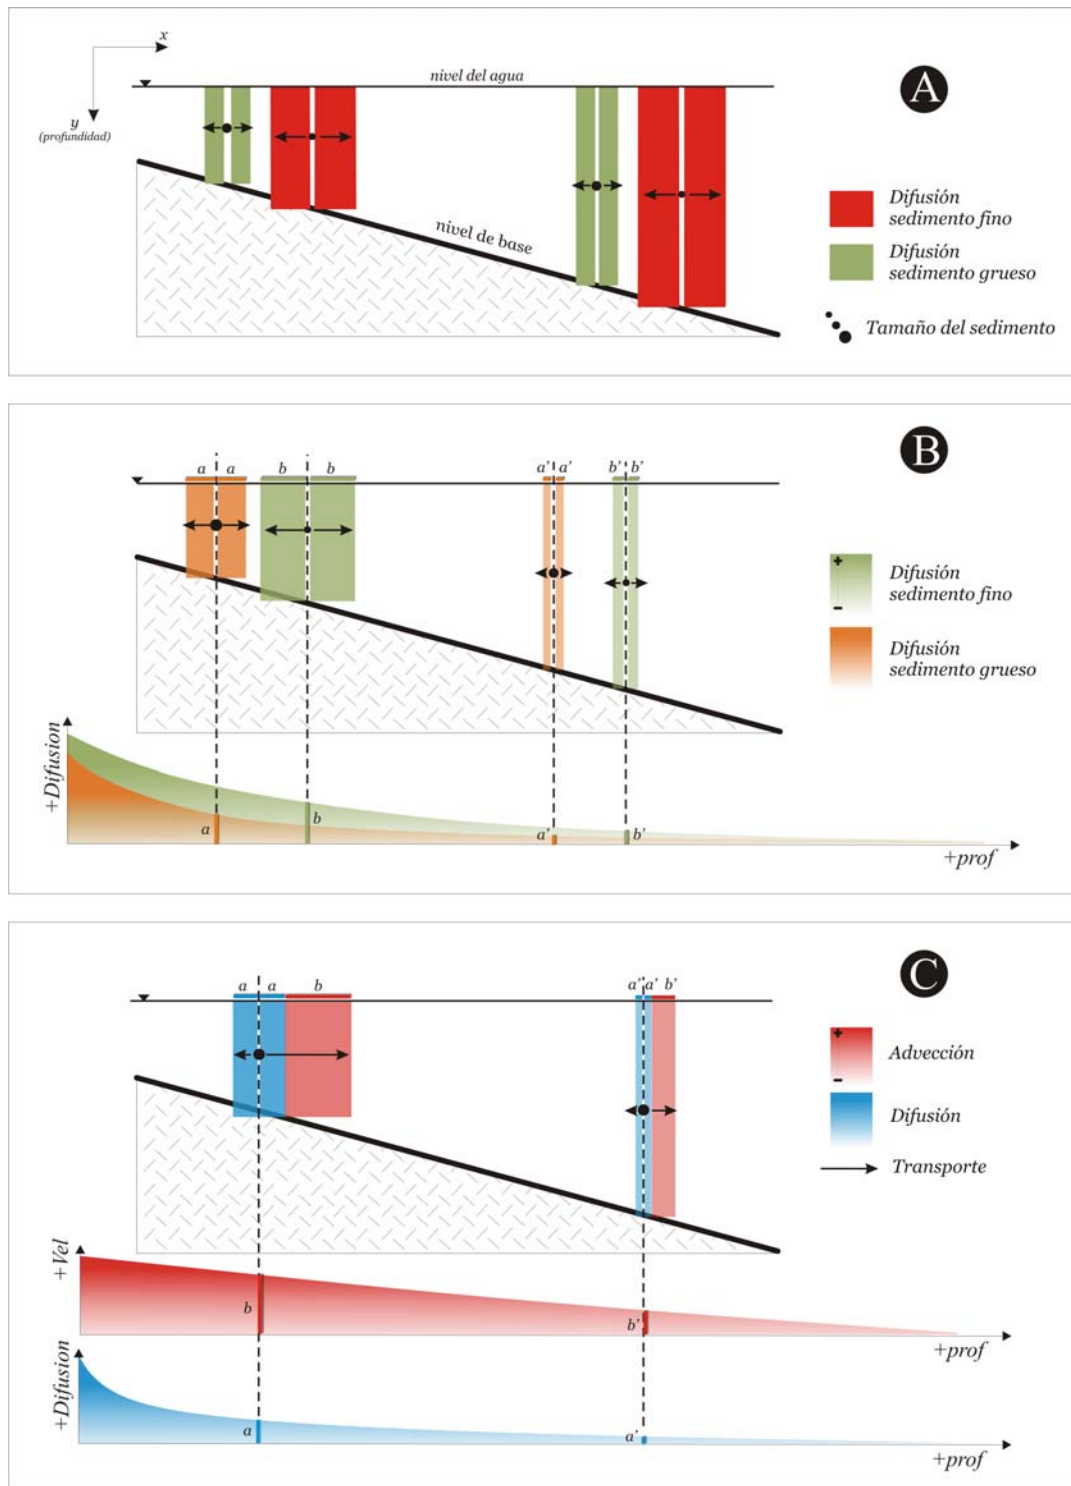 x
nivel del agua
A
y
(profundidad)
Difusión
sedimento fino
nivel de base
Difusión
sedimento grueso
Tamaño del sedimento
B
a a b b a' a' b' b'
+
-
Difusión
sedimento fino
Difusión
sedimento grueso
+Difusion
a b a' b'
+prof
C
a a b a' a' b'
+
-
Advección
Difusión
Transporte
+Vel
b b'
+prof
+Difusion
a a'
+prof